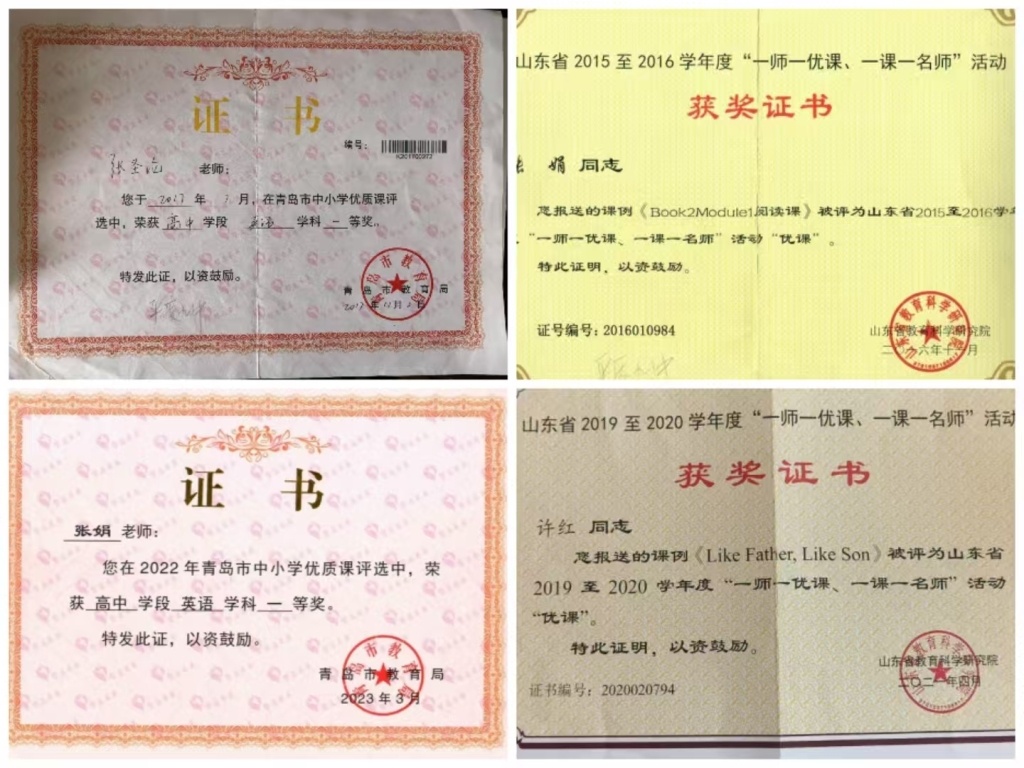 证 书
编号:
老师:
您于 2017 年 月,在青岛市中小学优质课评
选中,荣获 高中 学段 英语 学科 一 等奖.,
特发此证,以资鼓励。
青岛市教育局
2017年12月
山东省 2015 至 2016 学年度“一师一优课、一课一名师”活动
获奖证书
娟 同志
您报送的课例《Book2Module1阅读课》被评为山东省2015至2016学年
“一师一优课、一课一名师”活动“优课”。
特此证明,以资鼓励。
证号编号:2016010984
山东省教育科学研究院
二〇一六年十一月
证 书
张娟 老师:
您在 2022 年青岛市中小学优质课评选中,荣
获 高中 学段 英语 学科 一 等奖。
特发此证,以资鼓励。
青岛市教育局
2023 年 3 月
山东省 2019 至 2020 学年度“一师一优课、一课一名师”活动
获奖证书
许红 同志
您报送的课例《Like Father, Like Son》被评为山东省
2019 至 2020 学年度“一师一优课、一课一名师”活动
“优课”。
特此证明,以资鼓励。
山东省教育科学研究院
二〇二一年四月
证书编号:2020020794